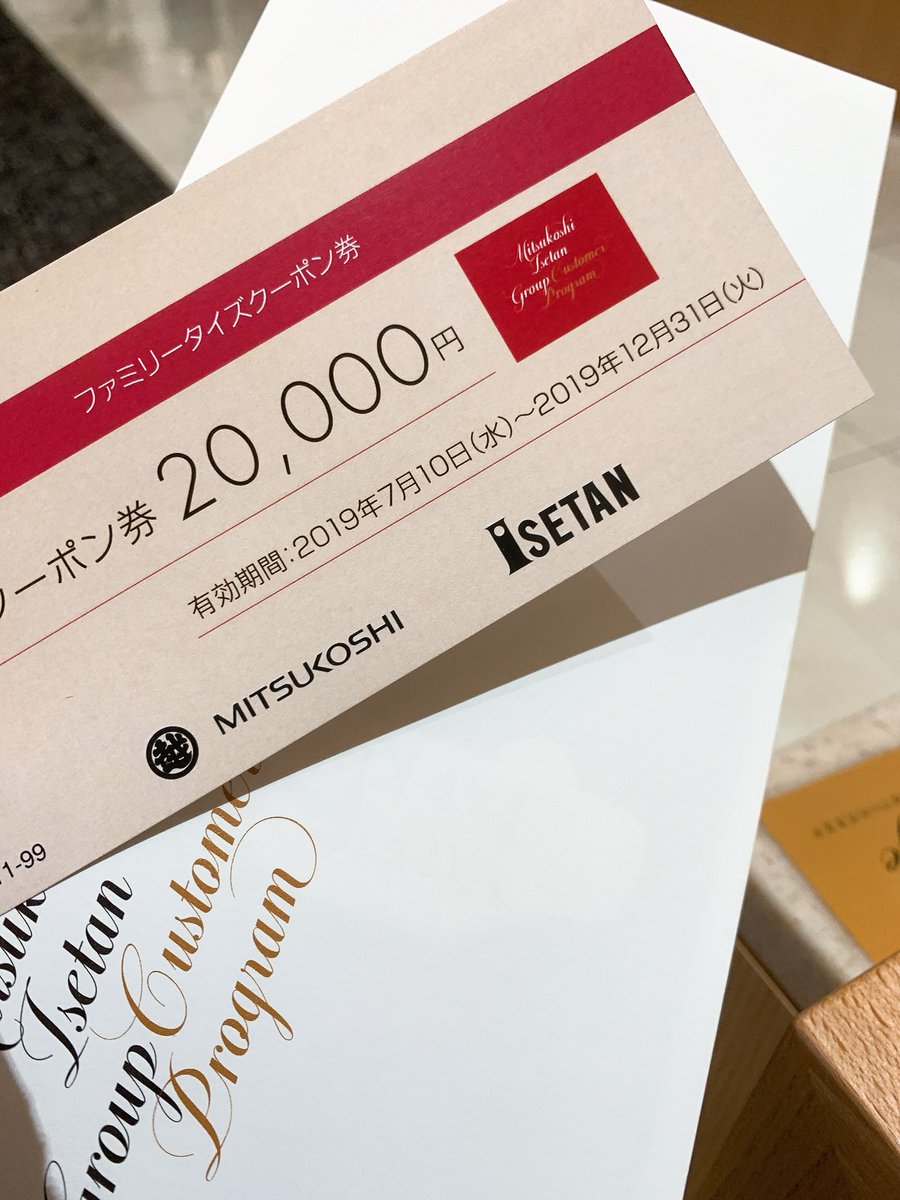 ファミリータイズクーポン券
Mitsukoshi
Isetan
Group Customer
Program
ーポン券 20,000円
有効期間:2019年7月10日(水)~2019年12月31日(火)
ISETAN
越 MITSUKOSHI
1-99
Isetan
Group Customer
Program